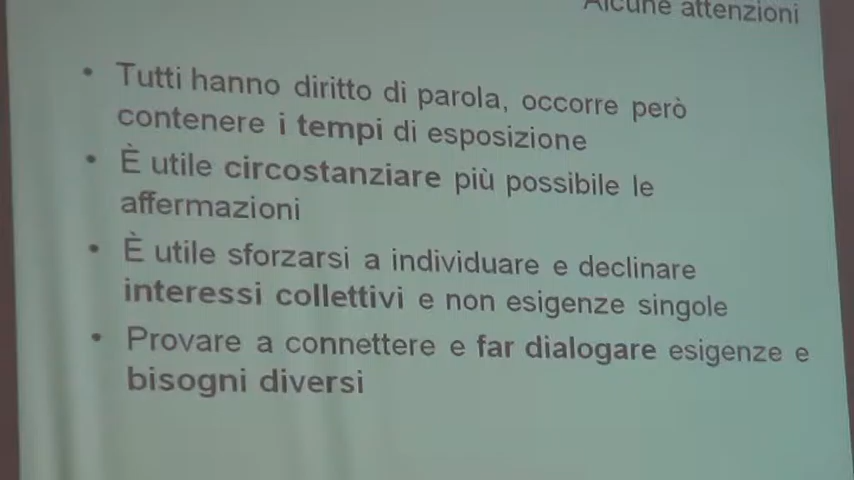 Alcune attenzioni
• Tutti hanno diritto di parola, occorre però
contenere i tempi di esposizione
• È utile circostanziare più possibile le
affermazioni
• È utile sforzarsi a individuare e declinare
interessi collettivi e non esigenze singole
• Provare a connettere e far dialogare esigenze e
bisogni diversi